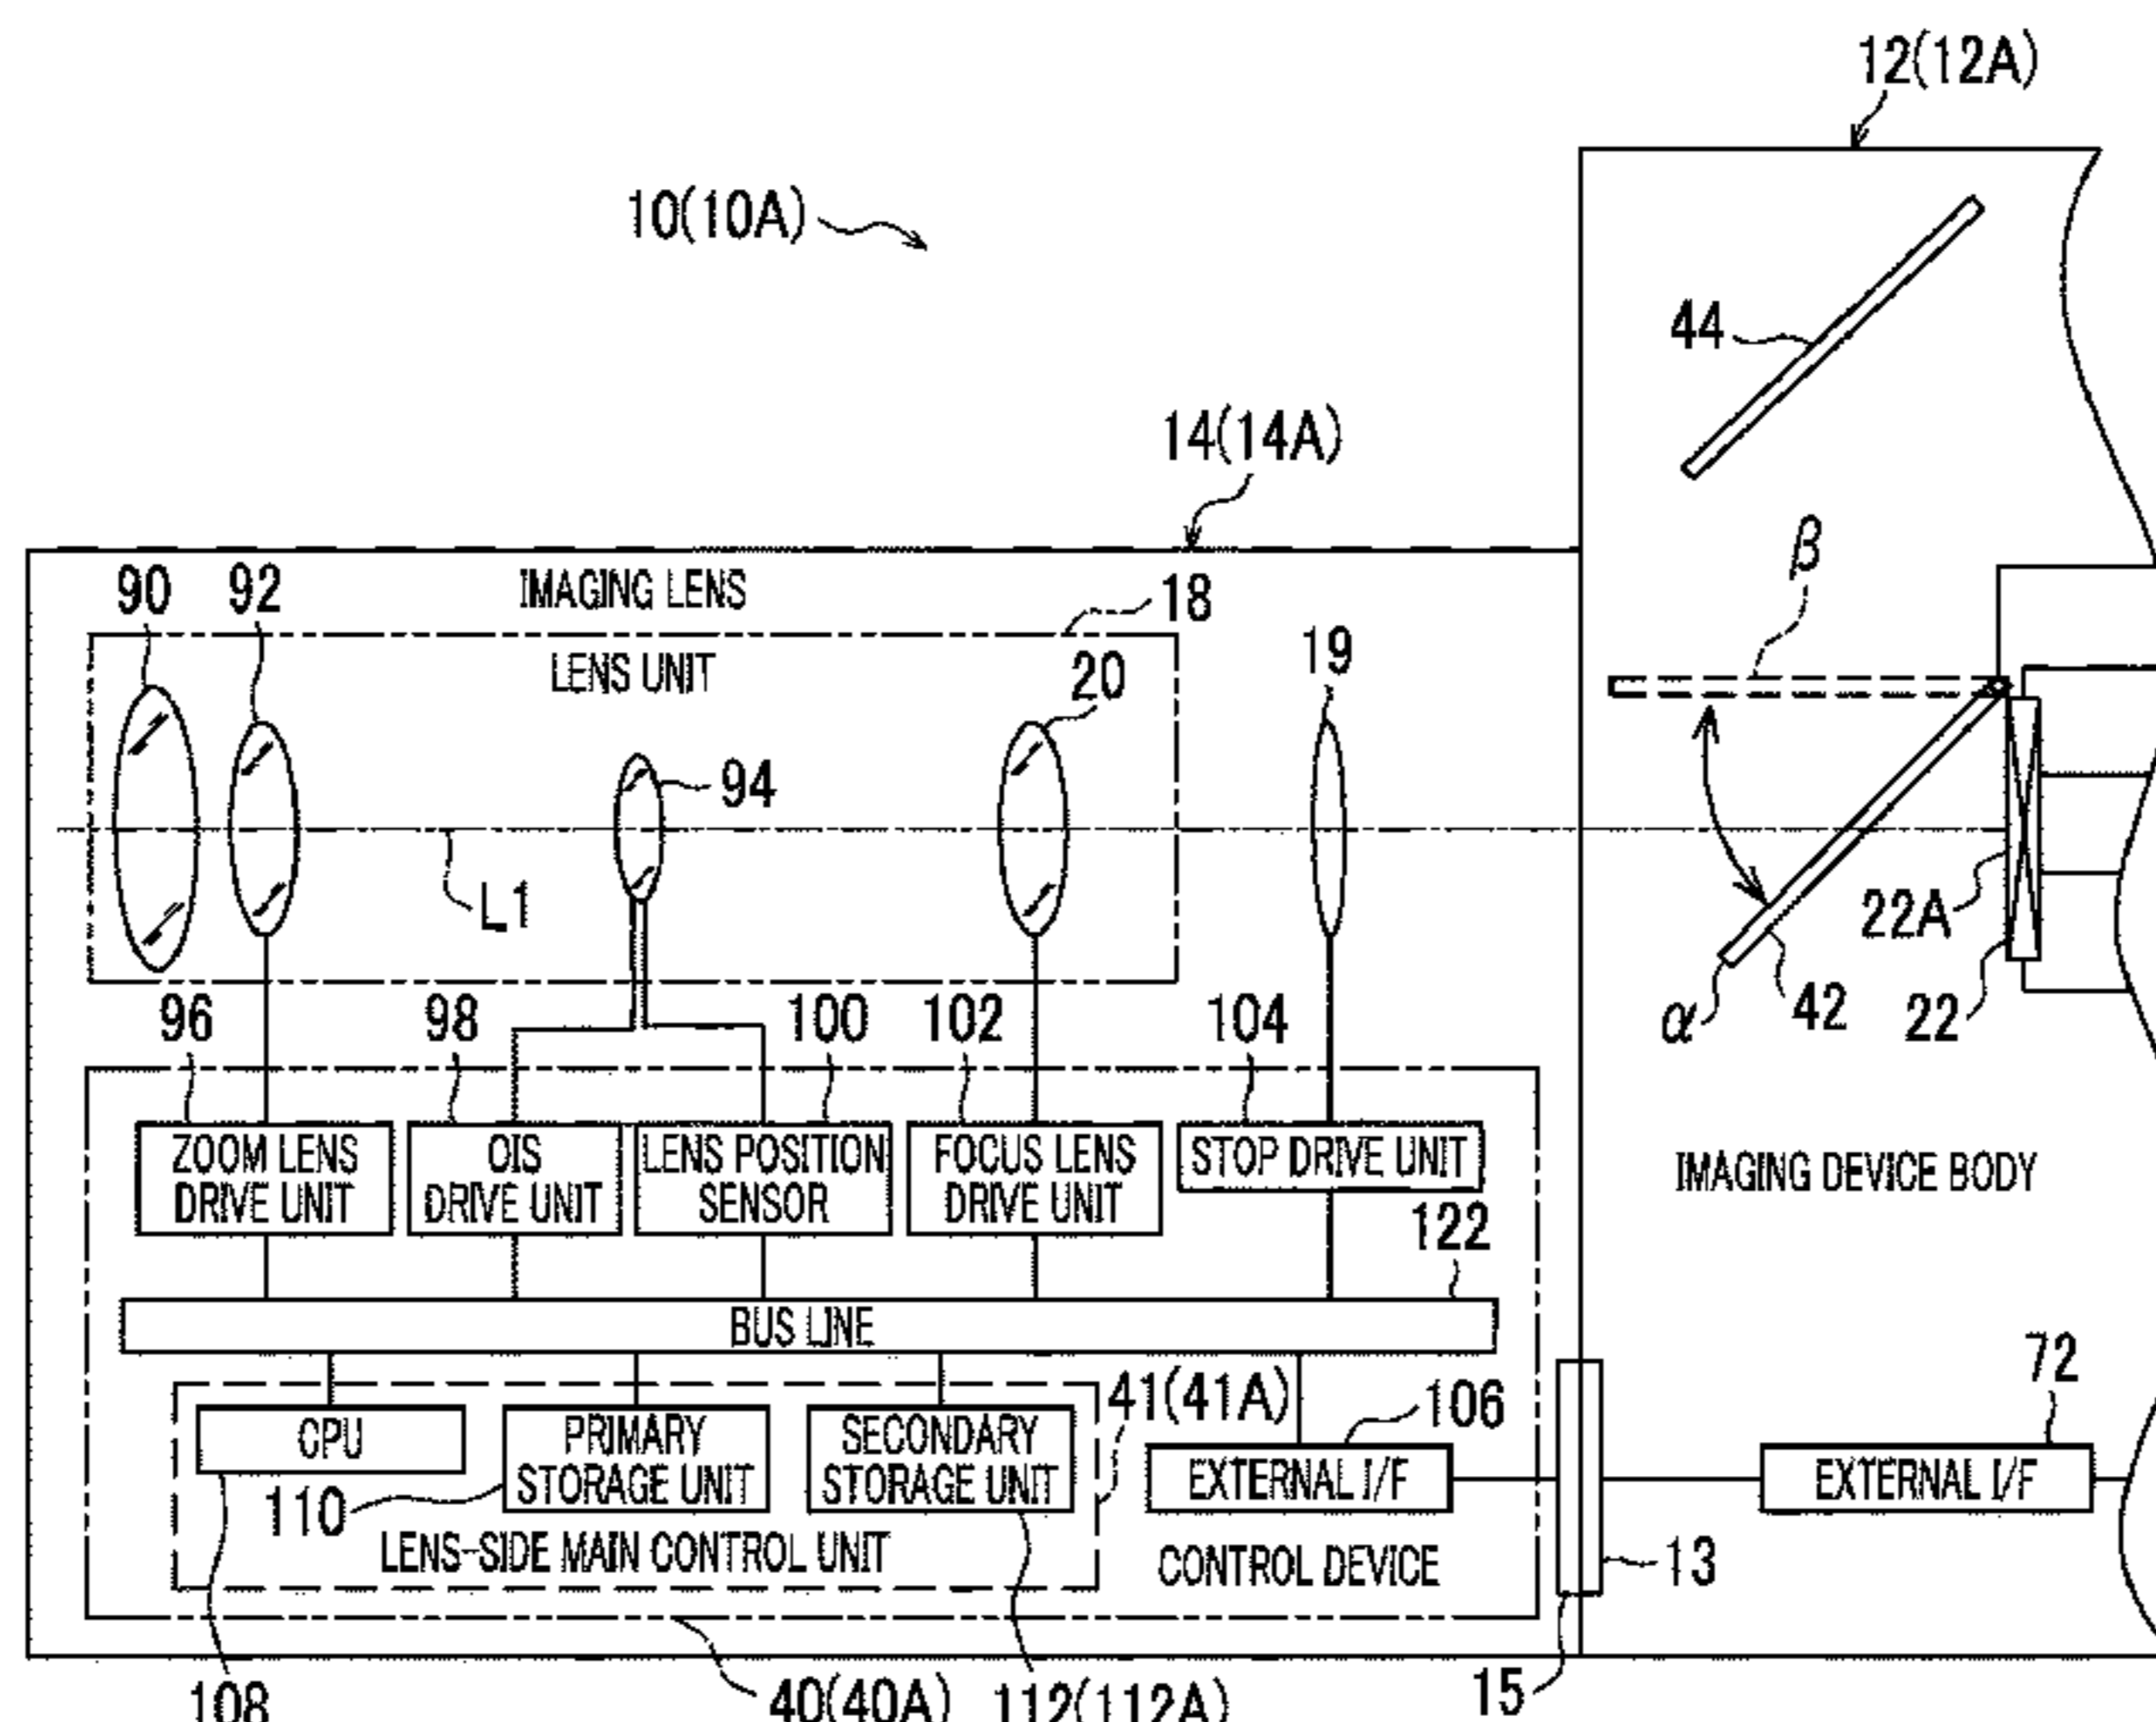 12(12A)
10(10A)
44
14(14A)
β
IMAGING LENS
90
92
18
LENS UNIT
20
19
94
L1
22A
22
42
α
96
98
100
102
104
ZOOM LENS
DRIVE UNIT
OIS
DRIVE UNIT
LENS POSITION
SENSOR
FOCUS LENS
DRIVE UNIT
STOP DRIVE UNIT
IMAGING DEVICE BODY
122
BUS LINE
72
41(41A)
106
CPU
PRIMARY
STORAGE UNIT
SECONDARY
STORAGE UNIT
EXTERNAL I/F
EXTERNAL I/F
110
LENS-SIDE MAIN CONTROL UNIT
CONTROL DEVICE
13
108
40(40A)
112(112A)
15